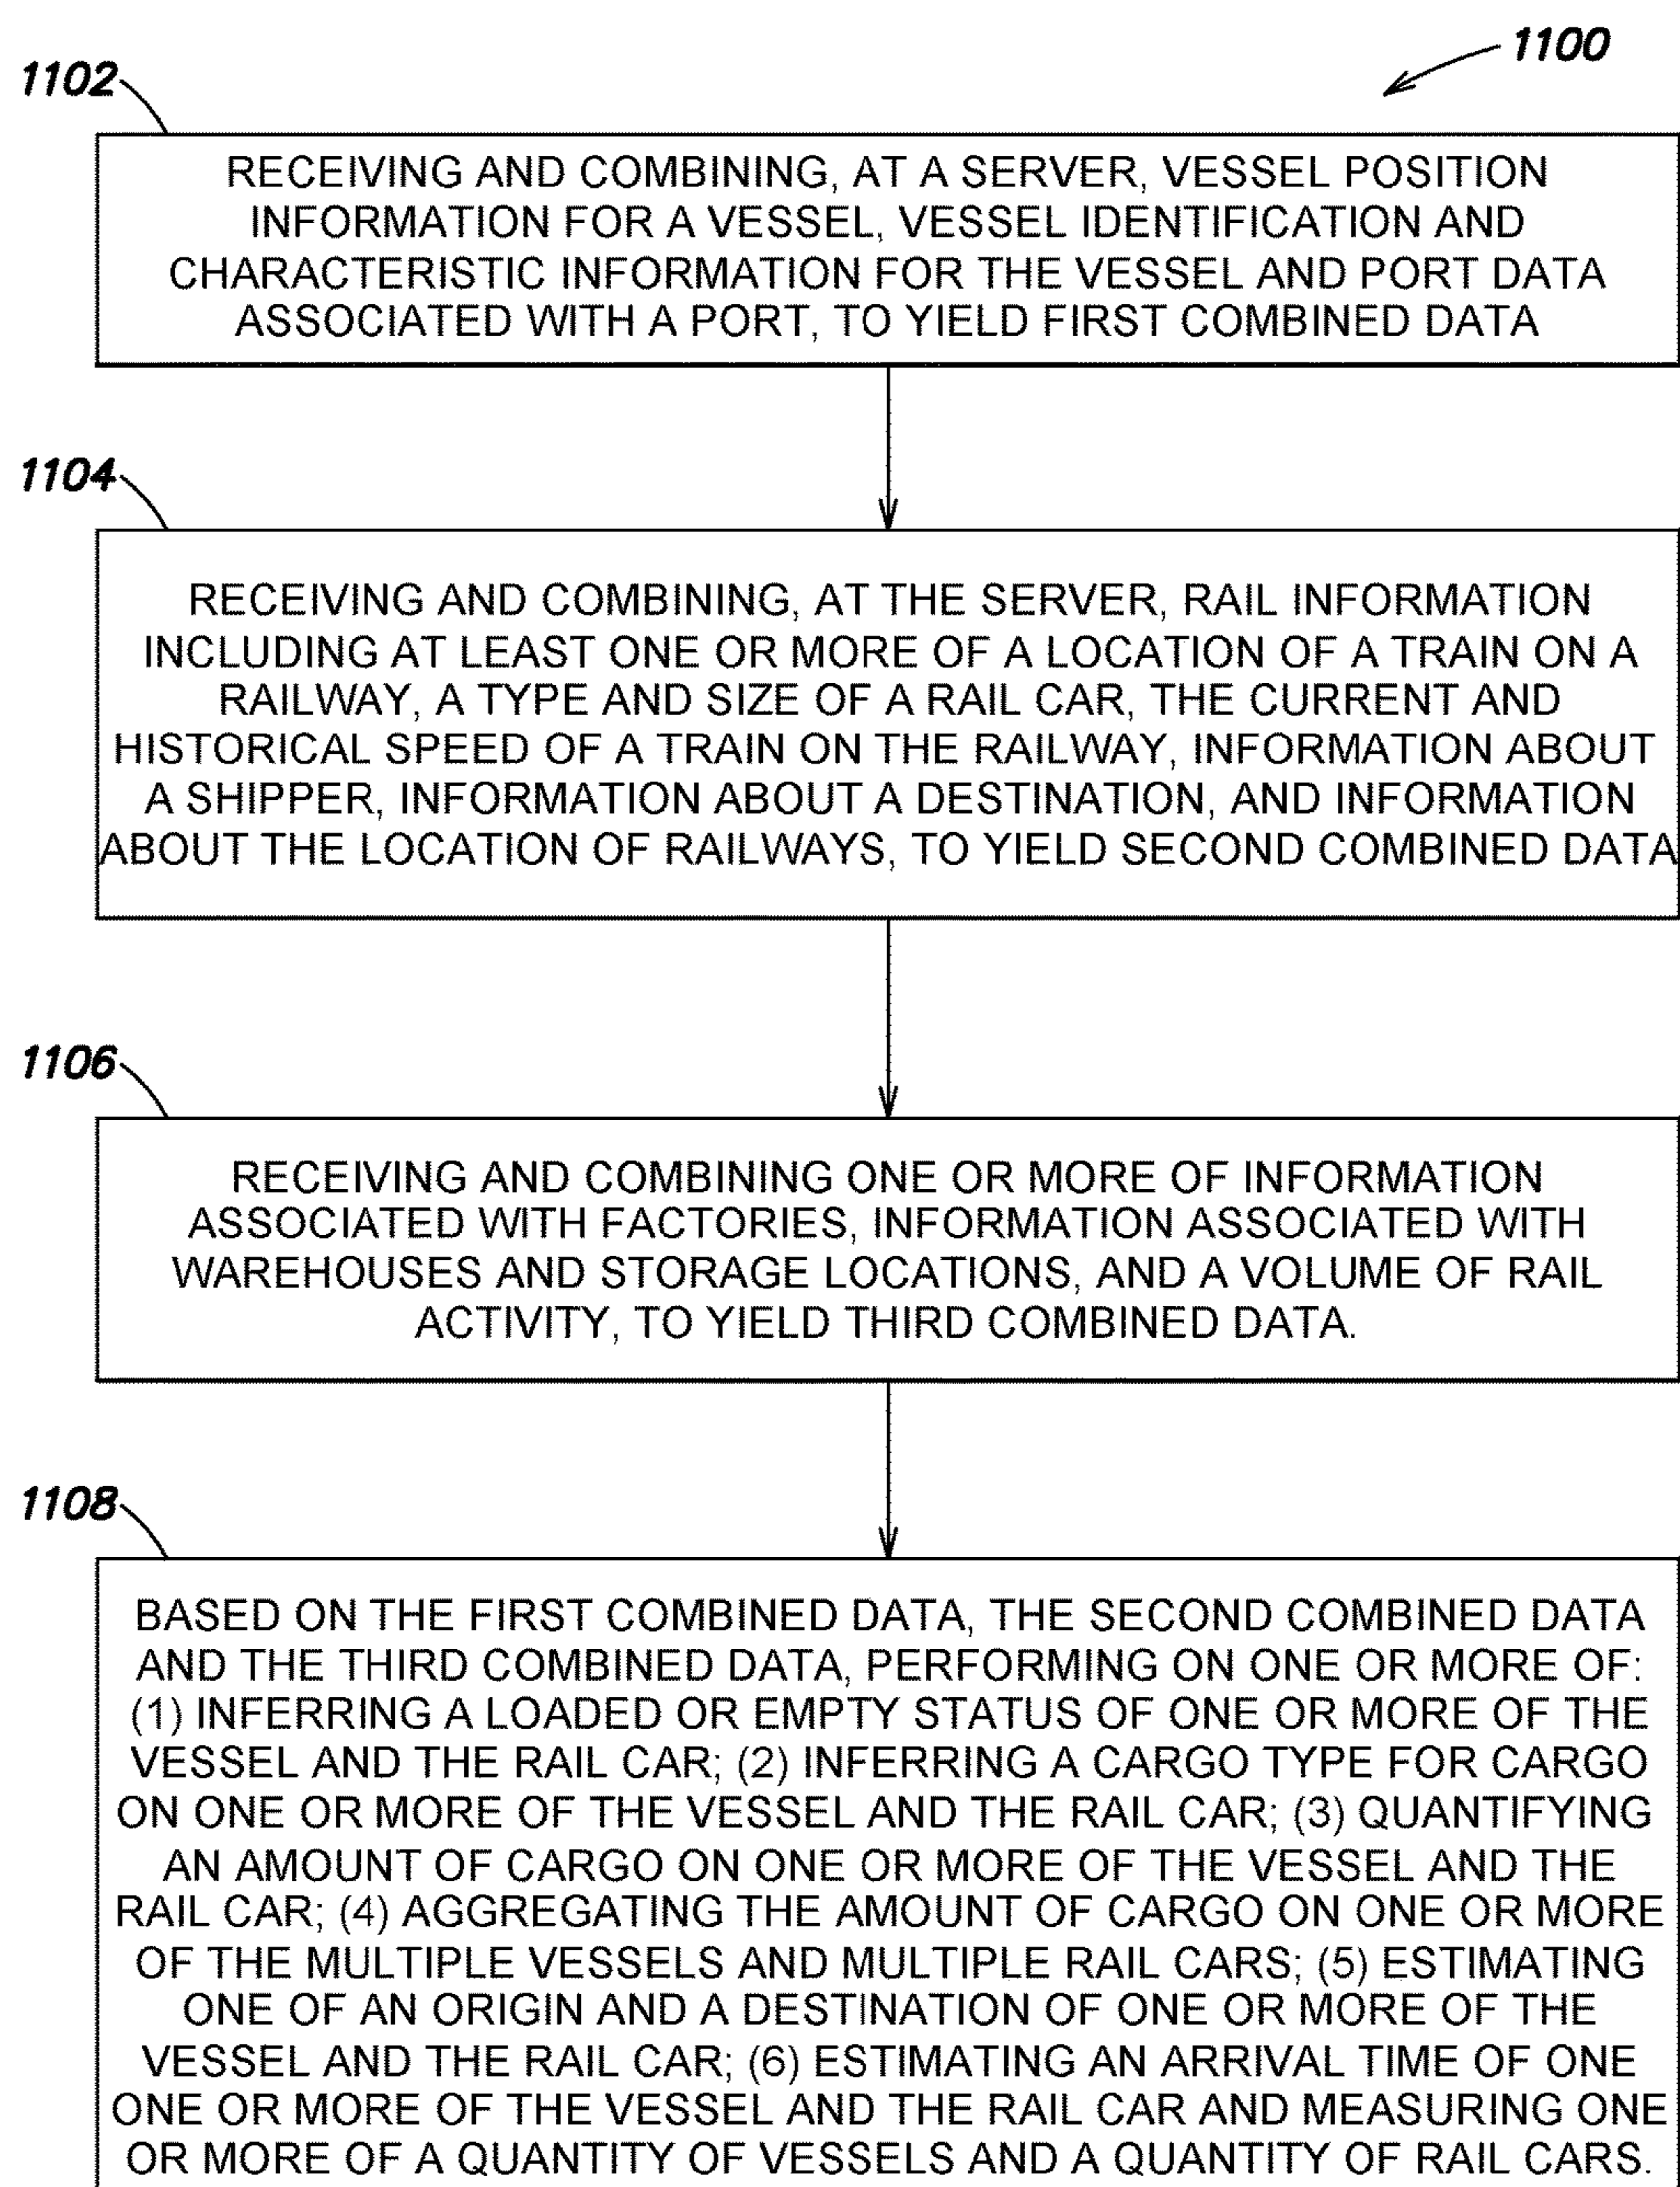 1100
1102
RECEIVING AND COMBINING, AT A SERVER, VESSEL POSITION
INFORMATION FOR A VESSEL, VESSEL IDENTIFICATION AND
CHARACTERISTIC INFORMATION FOR THE VESSEL AND PORT DATA
ASSOCIATED WITH A PORT, TO YIELD FIRST COMBINED DATA
1104
RECEIVING AND COMBINING, AT THE SERVER, RAIL INFORMATION
INCLUDING AT LEAST ONE OR MORE OF A LOCATION OF A TRAIN ON A
RAILWAY, A TYPE AND SIZE OF A RAIL CAR, THE CURRENT AND
HISTORICAL SPEED OF A TRAIN ON THE RAILWAY, INFORMATION ABOUT
A SHIPPER, INFORMATION ABOUT A DESTINATION, AND INFORMATION
ABOUT THE LOCATION OF RAILWAYS, TO YIELD SECOND COMBINED DATA
1106
RECEIVING AND COMBINING ONE OR MORE OF INFORMATION
ASSOCIATED WITH FACTORIES, INFORMATION ASSOCIATED WITH
WAREHOUSES AND STORAGE LOCATIONS, AND A VOLUME OF RAIL
ACTIVITY, TO YIELD THIRD COMBINED DATA.
1108
BASED ON THE FIRST COMBINED DATA, THE SECOND COMBINED DATA
AND THE THIRD COMBINED DATA, PERFORMING ON ONE OR MORE OF:
(1) INFERRING A LOADED OR EMPTY STATUS OF ONE OR MORE OF THE
VESSEL AND THE RAIL CAR; (2) INFERRING A CARGO TYPE FOR CARGO
ON ONE OR MORE OF THE VESSEL AND THE RAIL CAR; (3) QUANTIFYING
AN AMOUNT OF CARGO ON ONE OR MORE OF THE VESSEL AND THE
RAIL CAR; (4) AGGREGATING THE AMOUNT OF CARGO ON ONE OR MORE
OF THE MULTIPLE VESSELS AND MULTIPLE RAIL CARS; (5) ESTIMATING
ONE OF AN ORIGIN AND A DESTINATION OF ONE OR MORE OF THE
VESSEL AND THE RAIL CAR; (6) ESTIMATING AN ARRIVAL TIME OF ONE
ONE OR MORE OF THE VESSEL AND THE RAIL CAR AND MEASURING ONE
OR MORE OF A QUANTITY OF VESSELS AND A QUANTITY OF RAIL CARS.